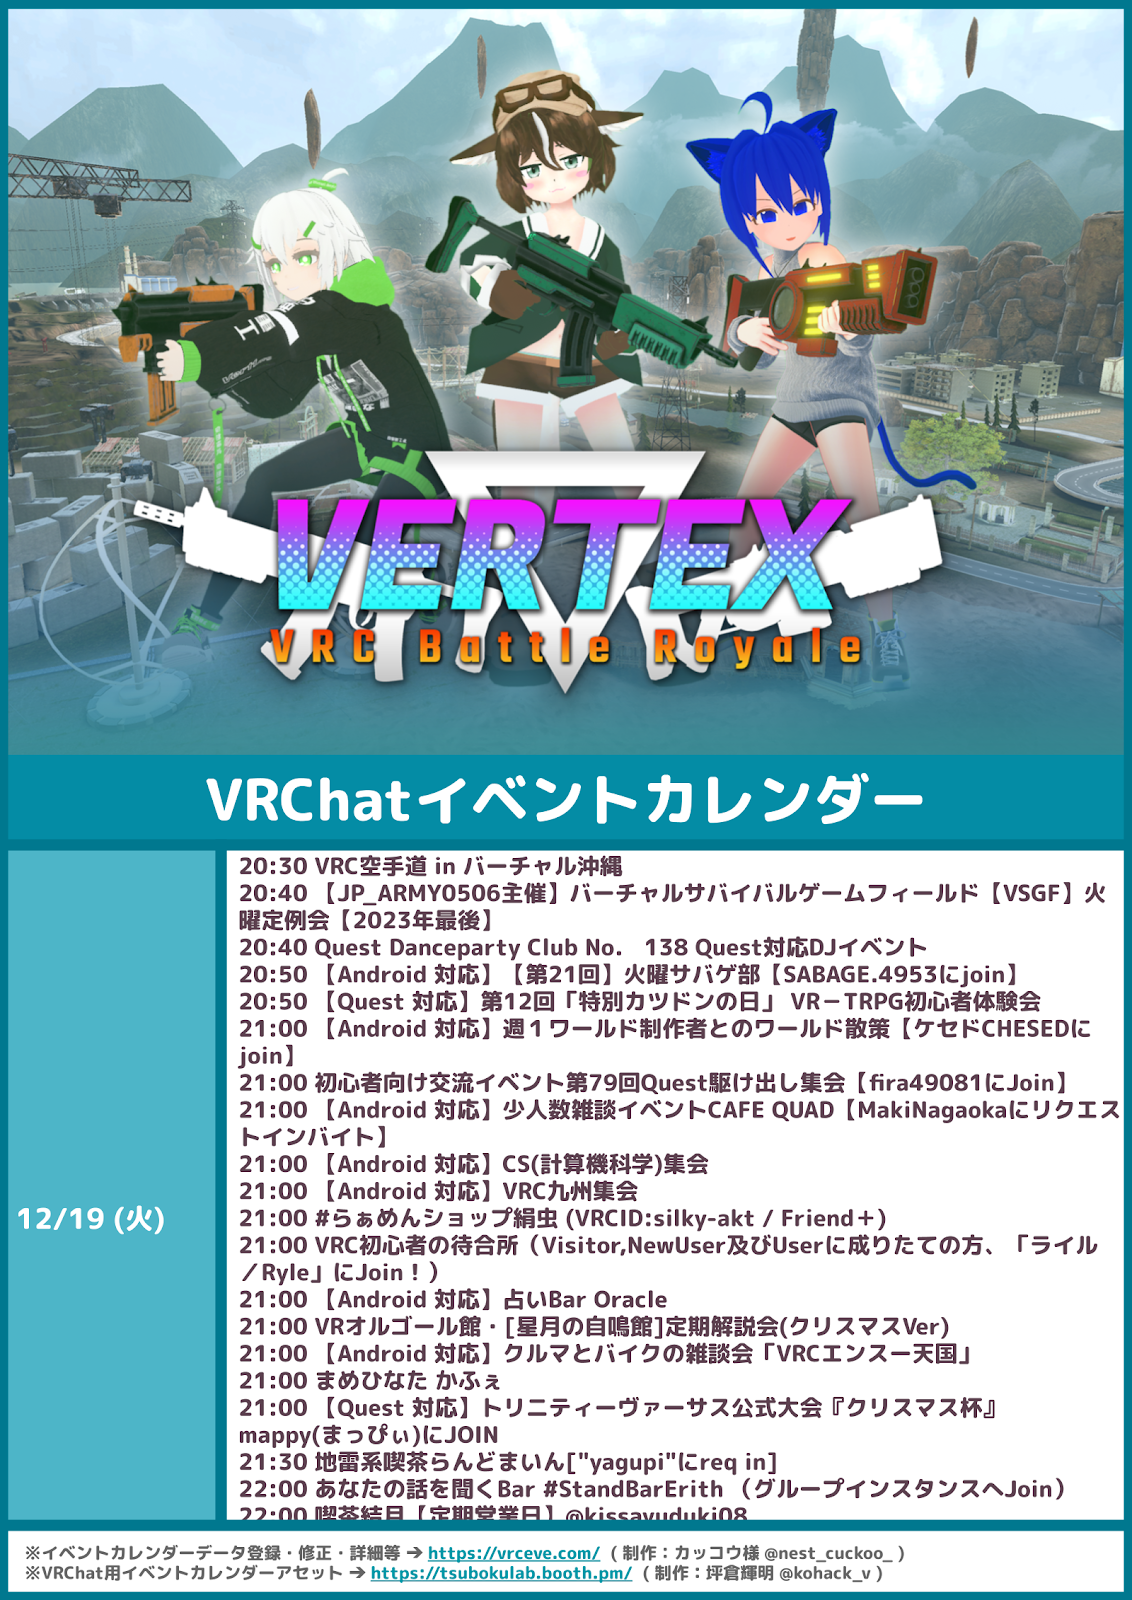 VERTEX
VRC Battle Royale
VRChatイベントカレンダー
12/19 (火)
20:30 VRC空手道 in バーチャル沖縄
20:40 【JP_ARMY0506主催】バーチャルサバイバルゲームフィールド【VSGF】火
曜定例会【2023年最後】
20:40 Quest Danceparty Club No. 138 Quest対応DJイベント
20:50 【Android 対応】【第21回】火曜サバゲ部【SABAGE.4953にjoin】
20:50 【Quest 対応】第12回「特別カツドンの日」 VR－TRPG初心者体験会
21:00 【Android 対応】週１ワールド制作者とのワールド散策【ケセドCHESEDに
join】
21:00 初心者向け交流イベント第79回Quest駆け出し集会【fira49081にJoin】
21:00 【Android 対応】少人数雑談イベントCAFE QUAD【MakiNagaokaにリクエス
トインバイト】
21:00 【Android 対応】CS(計算機科学)集会
21:00 【Android 対応】VRC九州集会
21:00 #らぁめんショップ絹虫 (VRCID:silky-akt / Friend＋)
21:00 VRC初心者の待合所（Visitor,NewUser及びUserに成りたての方、「ライル
／Ryle」にJoin！）
21:00 【Android 対応】占いBar Oracle
21:00 VRオルゴール館・[星月の自鳴館]定期解説会(クリスマスVer)
21:00 【Android 対応】クルマとバイクの雑談会「VRCエンスー天国」
21:00 まめひなた かふぇ
21:00 【Quest 対応】トリニティーヴァーサス公式大会『クリスマス杯』
mappy(まっぴぃ)にJOIN
21:30 地雷系喫茶らんどまいん["yagupi"にreq in]
22:00 あなたの話を聞くBar #StandBarErith （グループインスタンスへJoin）
22:00 喫茶結月【定期営業日】@kissayuduki08
※イベントカレンダーデータ登録・修正・詳細等 ➔ https://vrceve.com/ ( 制作：カッコウ様 @nest_cuckoo_ )
※VRChat用イベントカレンダーアセット ➔ https://tsubokulab.booth.pm/ ( 制作：坪倉輝明 @kohack_v )